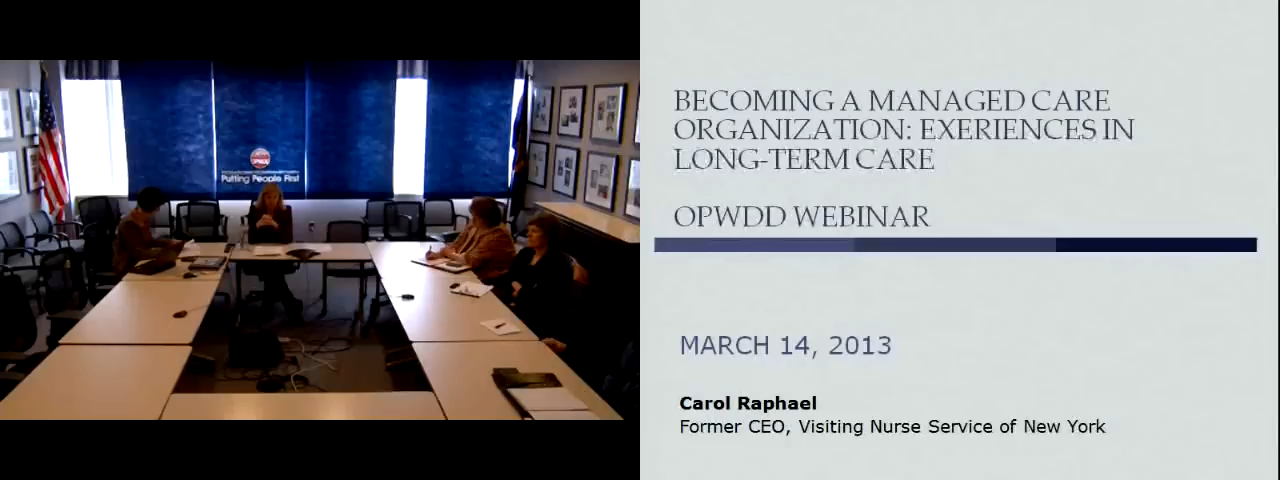 Putting People First
BECOMING A MANAGED CARE
ORGANIZATION: EXERIENCES IN
LONG-TERM CARE
OPWDD WEBINAR
MARCH 14, 2013
Carol Raphael
Former CEO, Visiting Nurse Service of New York